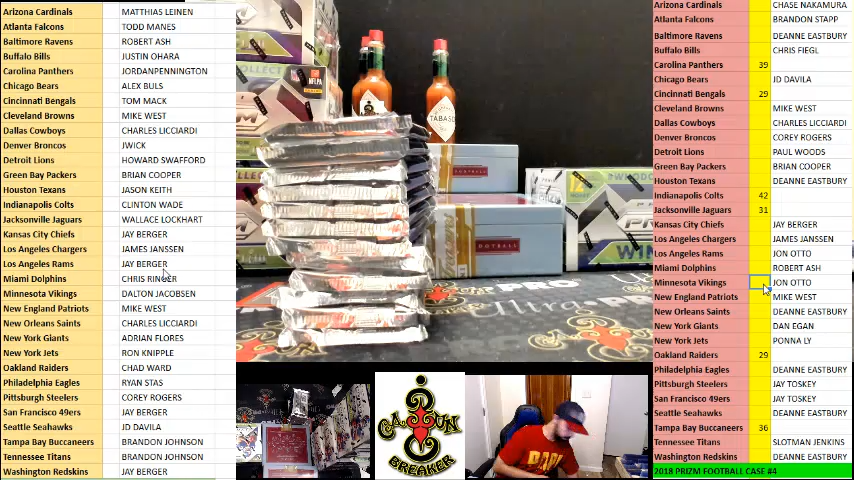 Arizona Cardinals MATTHIAS LEINEN
Atlanta Falcons TODD MANES
Baltimore Ravens ROBERT ASH
Buffalo Bills JUSTIN OHARA
Carolina Panthers JORDANPENNINGTON
Chicago Bears ALEX BULS
Cincinnati Bengals TOM MACK
Cleveland Browns MIKE WEST
Dallas Cowboys CHARLES LICCIARDI
Denver Broncos JWICK
Detroit Lions HOWARD SWAFFORD
Green Bay Packers BRIAN COOPER
Houston Texans JASON KEITH
Indianapolis Colts CLINTON WADE
Jacksonville Jaguars WALLACE LOCKHART
Kansas City Chiefs JAY BERGER
Los Angeles Chargers JAMES JANSSEN
Los Angeles Rams JAY BERGER
Miami Dolphins CHRIS RINGER
Minnesota Vikings DALTON JACOBSEN
New England Patriots MIKE WEST
New Orleans Saints CHARLES LICCIARDI
New York Giants ADRIAN FLORES
New York Jets RON KNIPPLE
Oakland Raiders CHAD WARD
Philadelphia Eagles RYAN STAS
Pittsburgh Steelers COREY ROGERS
San Francisco 49ers JAY BERGER
Seattle Seahawks JD DAVILA
Tampa Bay Buccaneers BRANDON JOHNSON
Tennessee Titans BRANDON JOHNSON
Washington Redskins JAY BERGER
TABASCO
CAJUN
BREAKER
Arizona Cardinals CHASE NAKAMURA
Atlanta Falcons BRANDON STAPP
Baltimore Ravens DEANNE EASTBURY
Buffalo Bills CHRIS FIEGL
Carolina Panthers 39
Chicago Bears JD DAVILA
Cincinnati Bengals 29
Cleveland Browns MIKE WEST
Dallas Cowboys CHARLES LICCIARDI
Denver Broncos COREY ROGERS
Detroit Lions PAUL WOODS
Green Bay Packers BRIAN COOPER
Houston Texans DEANNE EASTBURY
Indianapolis Colts 42
Jacksonville Jaguars 31
Kansas City Chiefs JAY BERGER
Los Angeles Chargers JAMES JANSSEN
Los Angeles Rams JON OTTO
Miami Dolphins ROBERT ASH
Minnesota Vikings JON OTTO
New England Patriots MIKE WEST
New Orleans Saints DEANNE EASTBURY
New York Giants DAN EGAN
New York Jets PONNA LY
Oakland Raiders 29
Philadelphia Eagles DEANNE EASTBURY
Pittsburgh Steelers JAY TOSKEY
San Francisco 49ers JAY TOSKEY
Seattle Seahawks DEANNE EASTBURY
Tampa Bay Buccaneers 36
Tennessee Titans SLOTMAN JENKINS
Washington Redskins DEANNE EASTBURY
2018 PRIZM FOOTBALL CASE #4